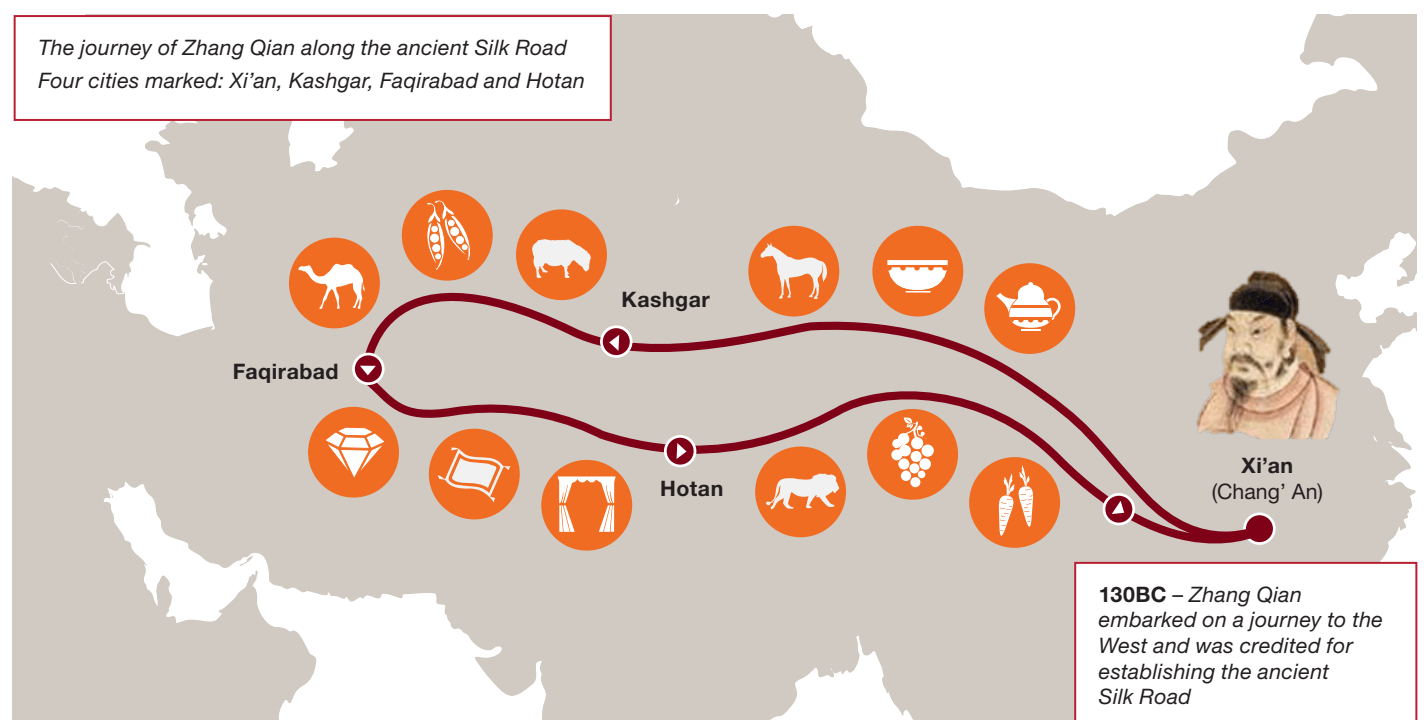 The journey of Zhang Qian along the ancient Silk Road
Four cities marked: Xi’an, Kashgar, Faqirabad and Hotan
Kashgar
Faqirabad
Hotan
Xi’an
(Chang’ An)
130BC – Zhang Qian
embarked on a journey to the
West and was credited for
establishing the ancient
Silk Road